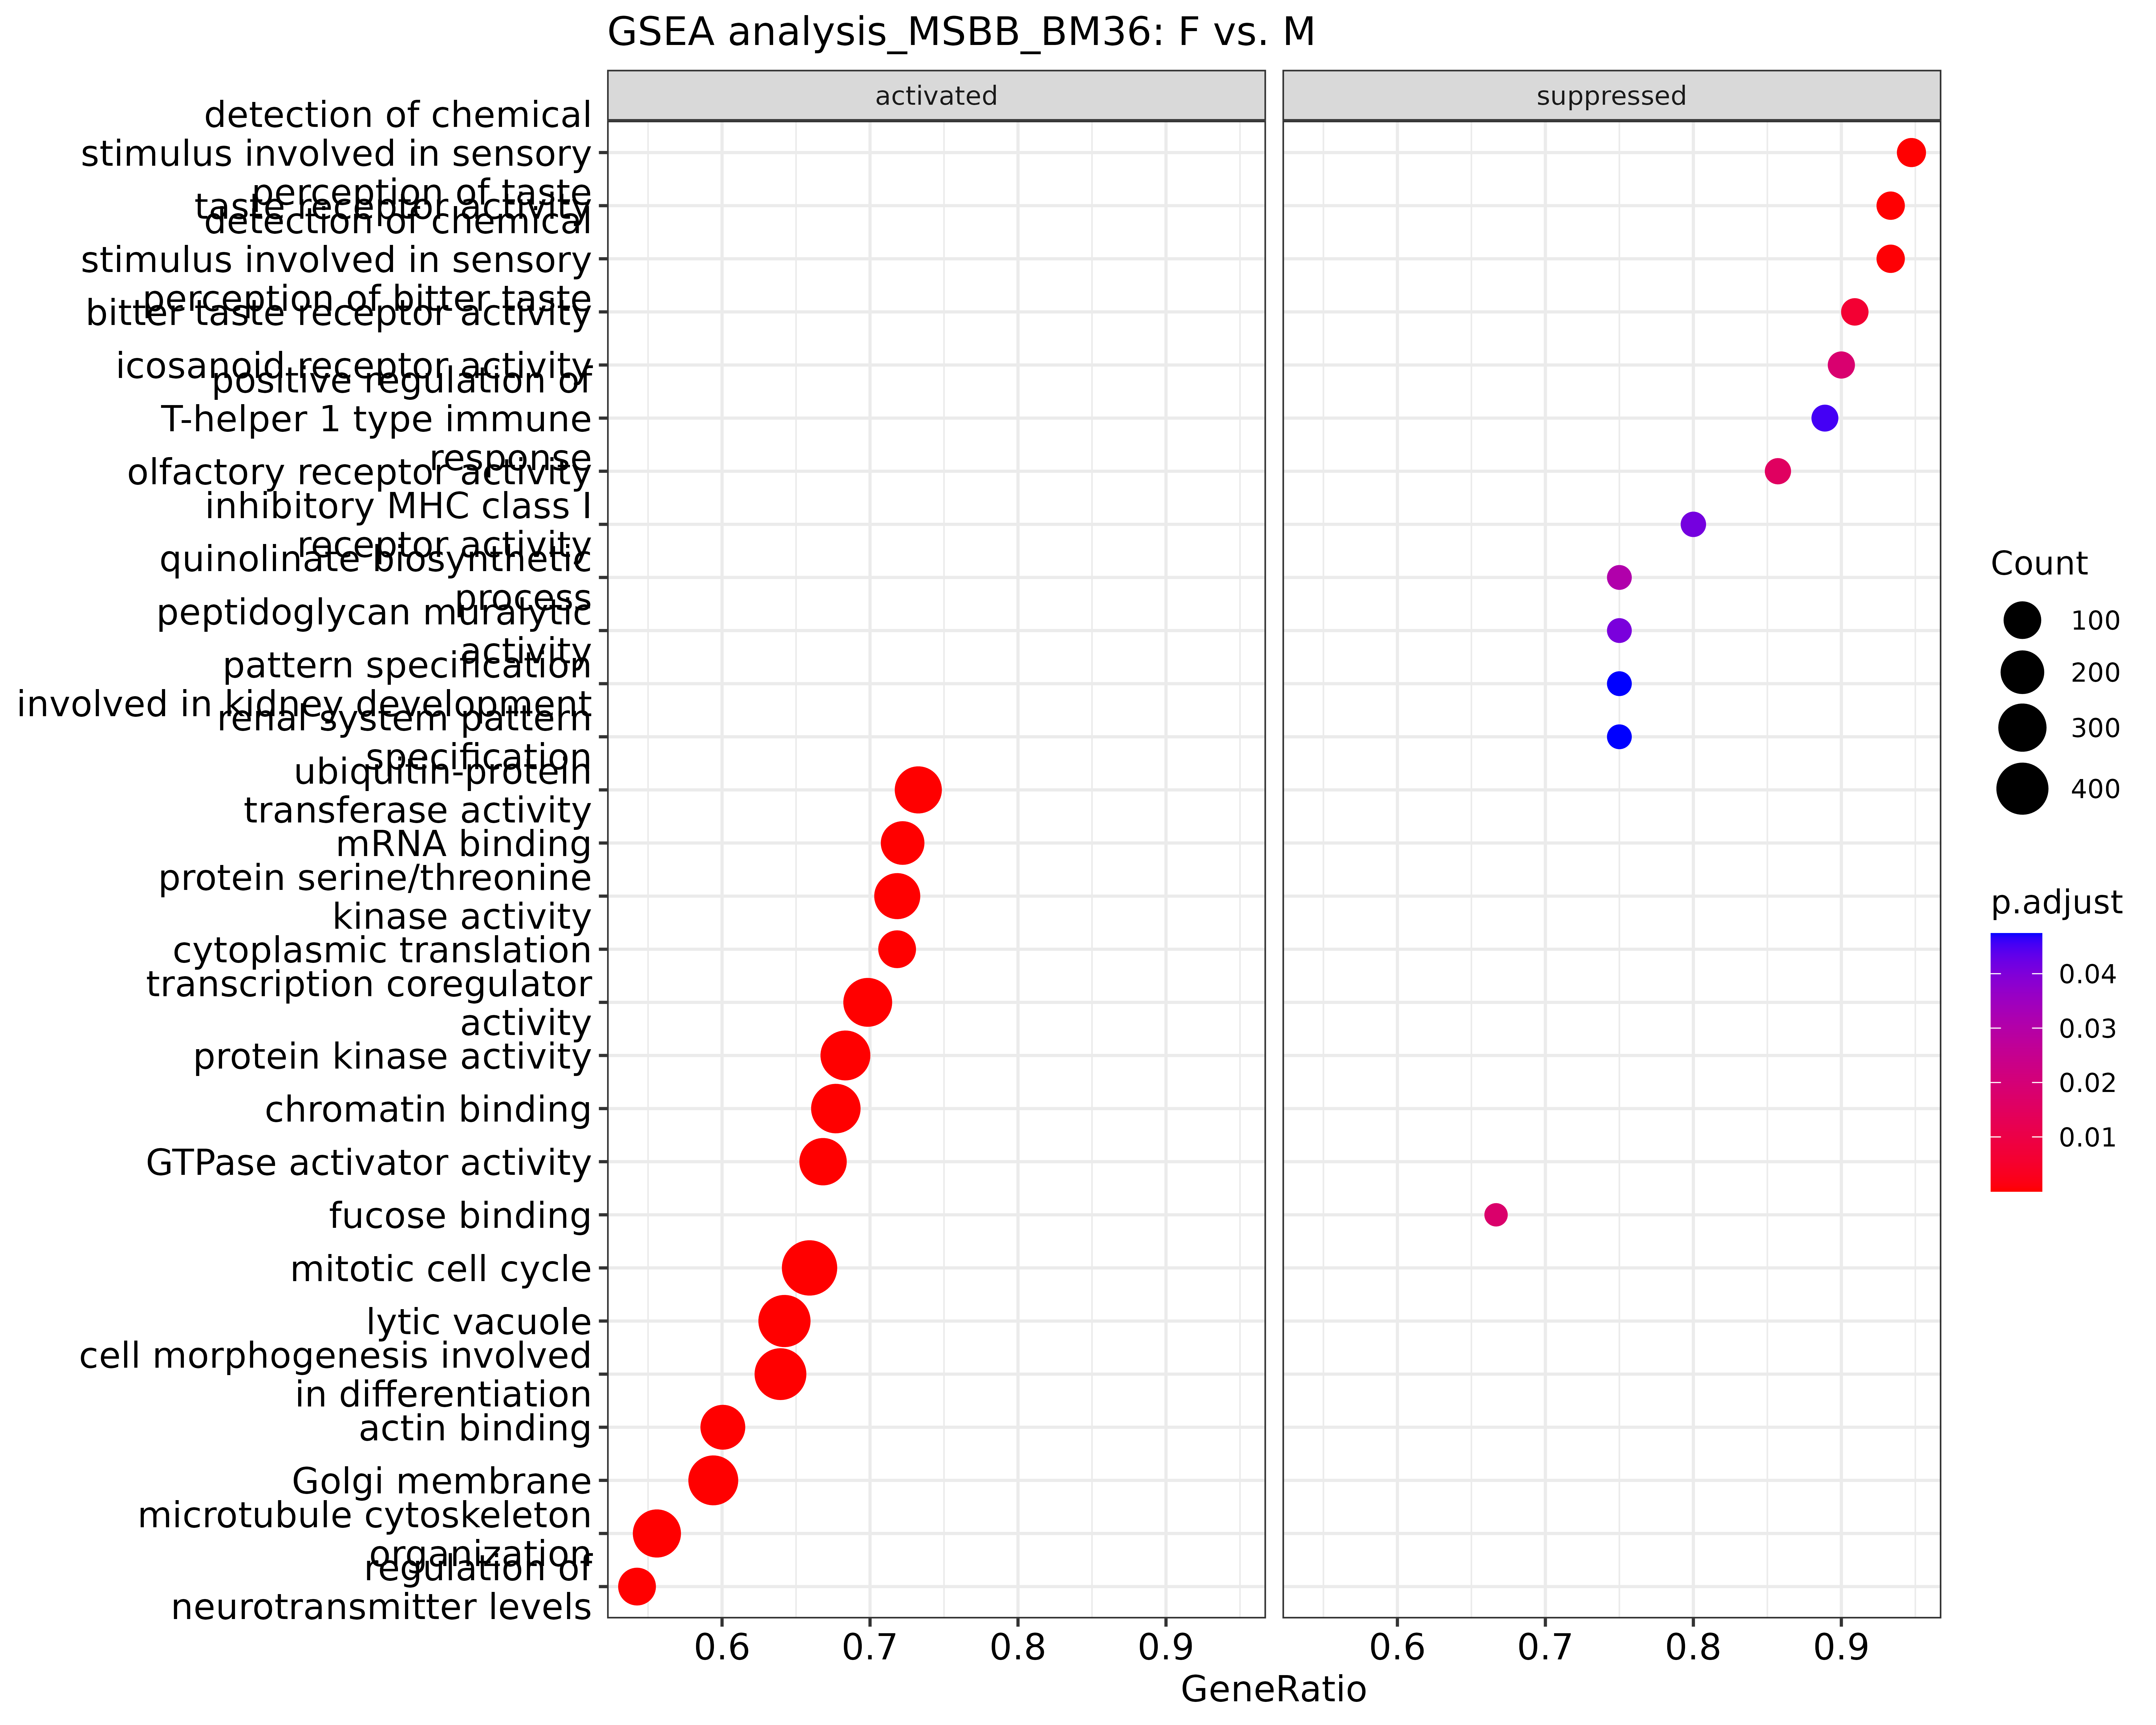 GSEA analysis_MSBB_BM36: F vs. M
activated
suppressed
detection of chemical
stimulus involved in sensory
perception of taste
taste receptor activity
detection of chemical
stimulus involved in sensory
perception of bitter taste
bitter taste receptor activity
icosanoid receptor activity
positive regulation of
T-helper 1 type immune
response
olfactory receptor activity
inhibitory MHC class I
receptor activity
quinolinate biosynthetic
process
peptidoglycan muralytic
activity
pattern specification
involved in kidney development
renal system pattern
specification
ubiquitin-protein
transferase activity
mRNA binding
protein serine/threonine
kinase activity
cytoplasmic translation
transcription coregulator
activity
protein kinase activity
chromatin binding
GTPase activator activity
fucose binding
mitotic cell cycle
lytic vacuole
cell morphogenesis involved
in differentiation
actin binding
Golgi membrane
microtubule cytoskeleton
organization
regulation of
neurotransmitter levels
0.6 0.7 0.8 0.9
0.6 0.7 0.8 0.9
GeneRatio
Count
100
200
300
400
p.adjust
0.04
0.03
0.02
0.01